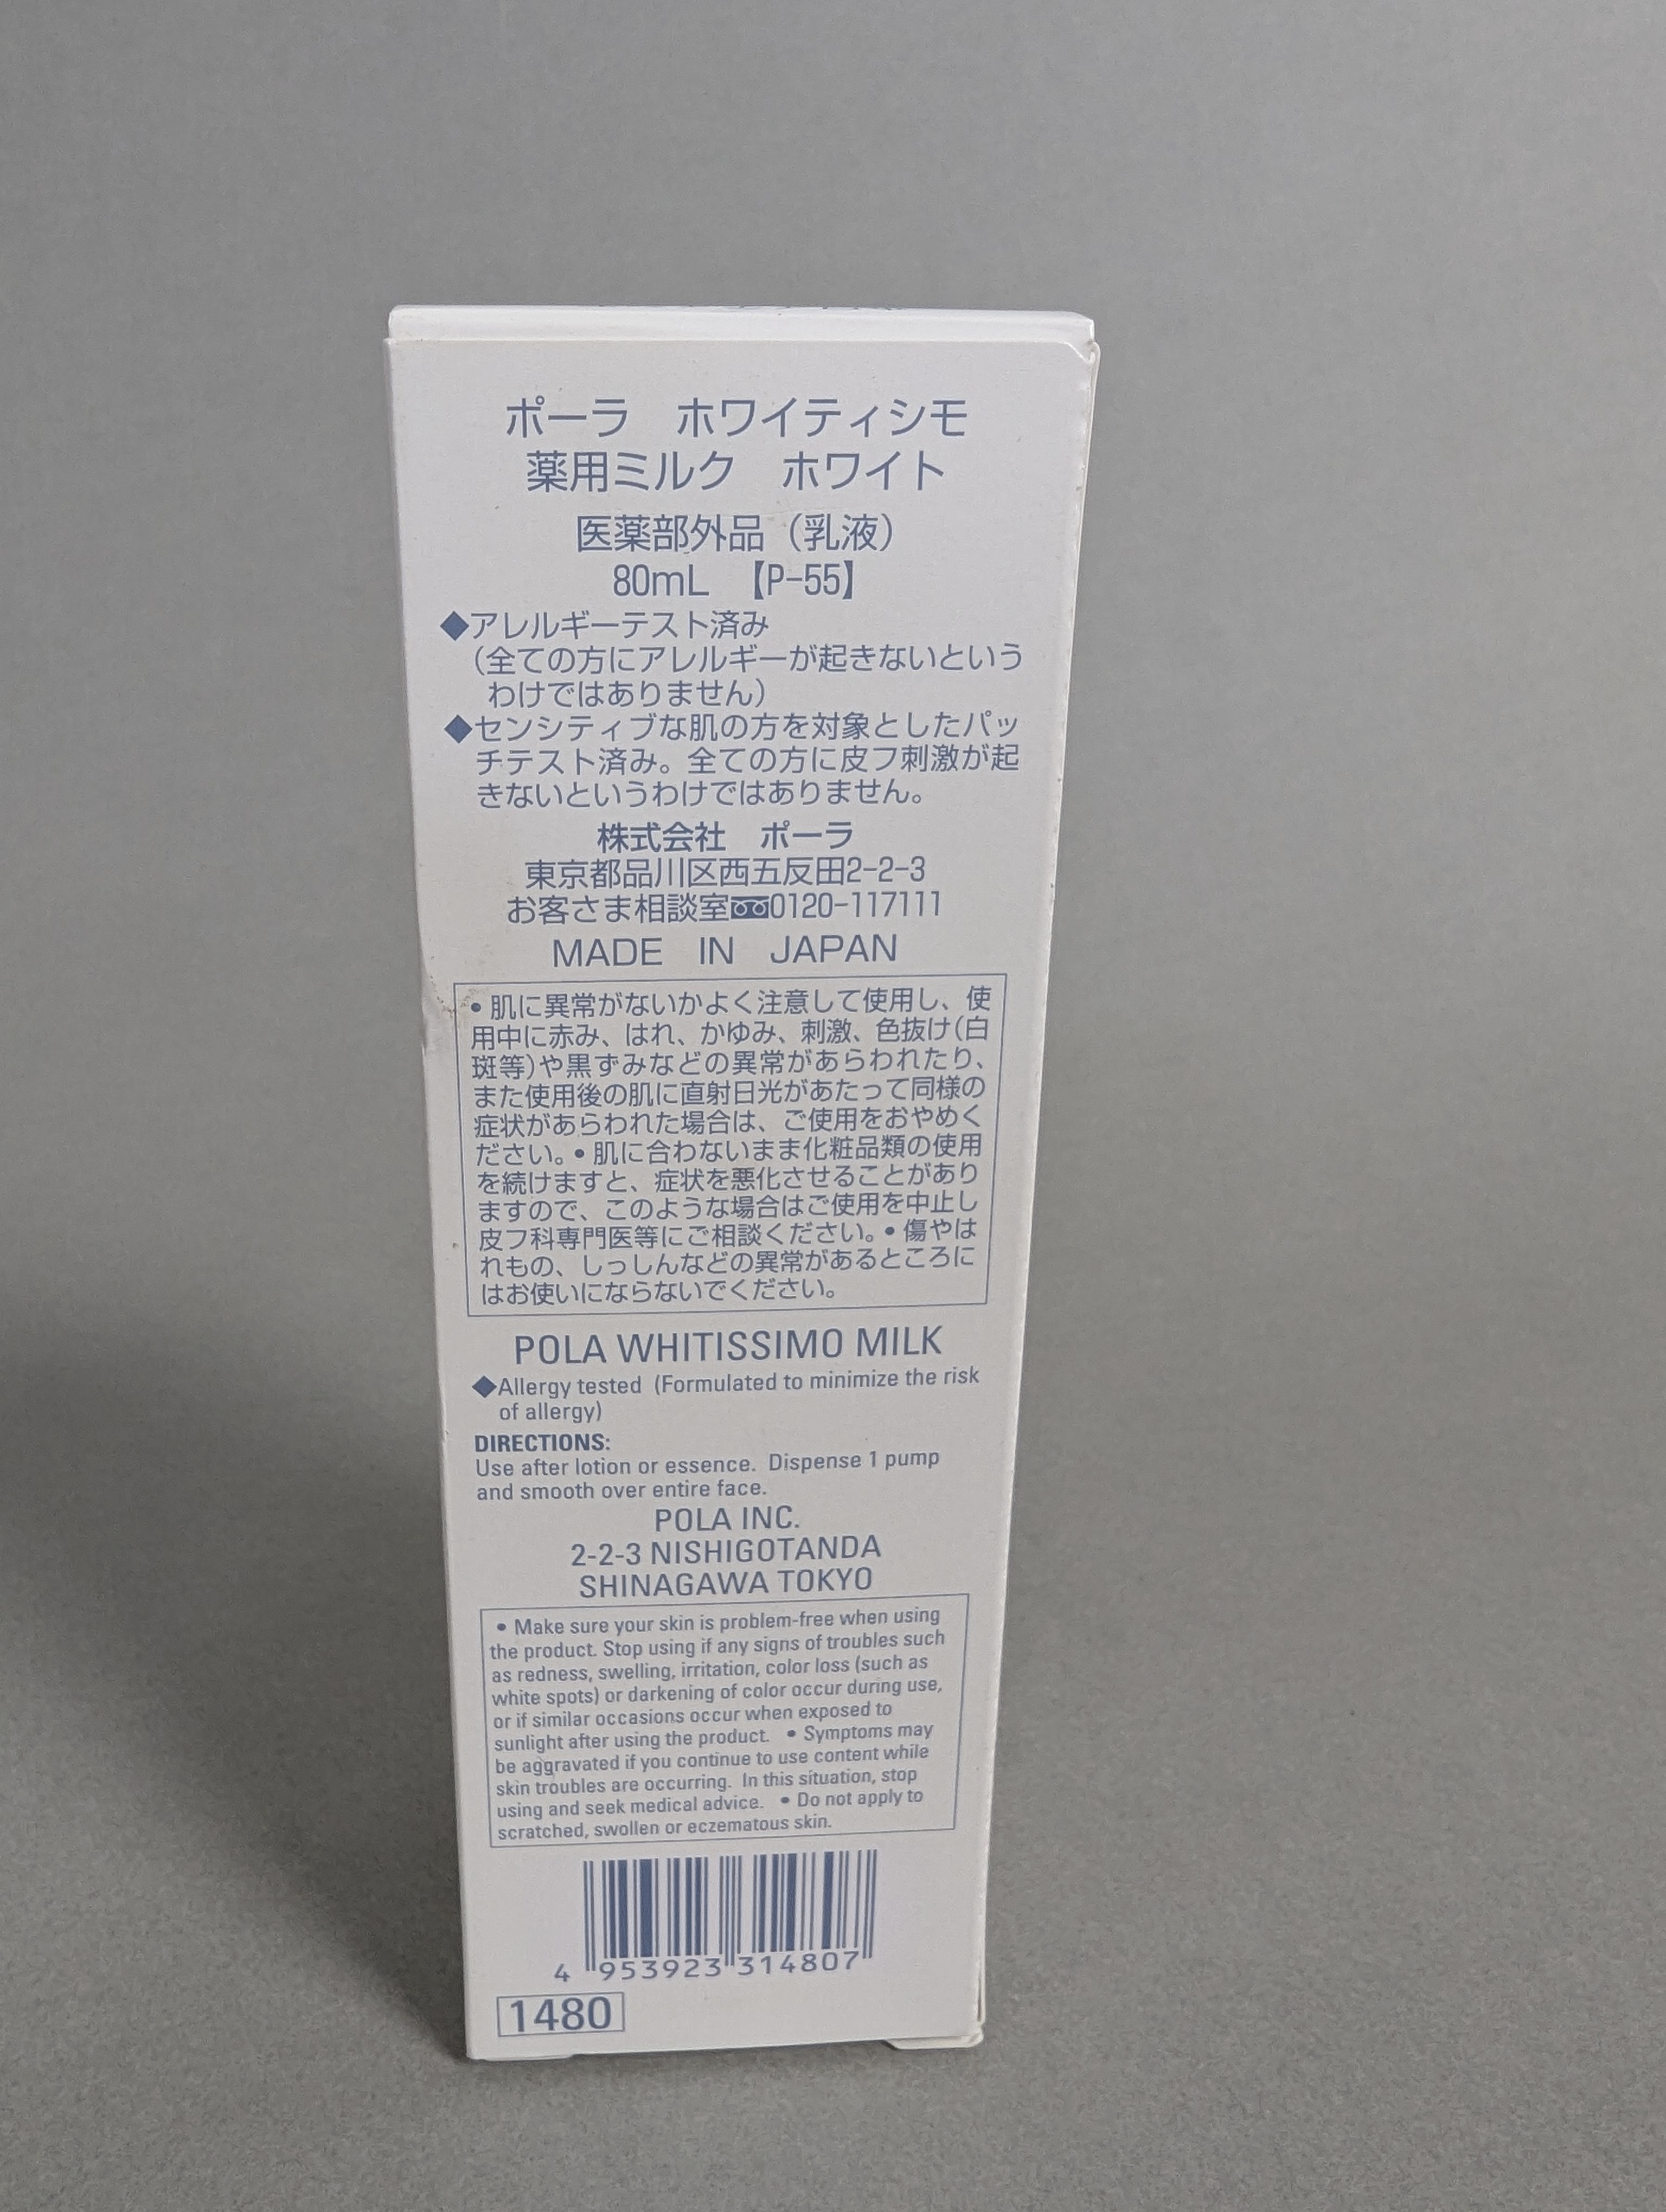 ポーラ　ホワイティシモ
薬用ミルク　ホワイト
医薬部外品（乳液）
80mL 【P-55】
◆アレルギーテスト済み
（全ての方にアレルギーが起きないという
わけではありません）
◆センシティブな肌の方を対象としたパッ
チテスト済み。全ての方に皮フ刺激が起
きないというわけではありません。
株式会社　ポーラ
東京都品川区西五反田2-2-3
お客さま相談室0120-117111
MADE IN JAPAN
• 肌に異常がないかよく注意して使用し、使
用中に赤み、はれ、かゆみ、刺激、色抜け（白
斑等）や黒ずみなどの異常があらわれたり、
また使用後の肌に直射日光があたって同様の
症状があらわれた場合は、ご使用をおやめく
ださい。• 肌に合わないまま化粧品類の使用
を続けますと、症状を悪化させることがあり
ますので、このような場合はご使用を中止し
皮フ科専門医等にご相談ください。• 傷やは
れもの、しっしんなどの異常があるところに
はお使いにならないでください。
POLA WHITISSIMO MILK
◆Allergy tested (Formulated to minimize the risk
of allergy)
DIRECTIONS:
Use after lotion or essence. Dispense 1 pump
and smooth over entire face.
POLA INC.
2-2-3 NISHIGOTANDA
SHINAGAWA TOKYO
• Make sure your skin is problem-free when using
the product. Stop using if any signs of troubles such
as redness, swelling, irritation, color loss (such as
white spots) or darkening of color occur during use,
or if similar occasions occur when exposed to
sunlight after using the product. • Symptoms may
be aggravated if you continue to use content while
skin troubles are occurring. In this situation, stop
using and seek medical advice. • Do not apply to
scratched, swollen or eczematous skin.
4 953923 314807
1480